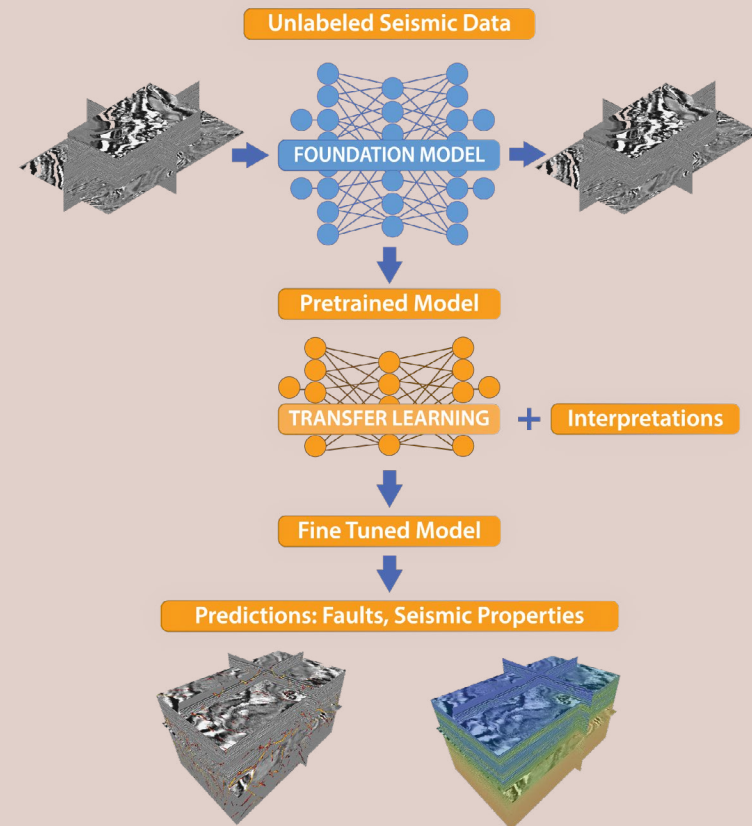 Unlabeled Seismic Data
FOUNDATION MODEL
Pretrained Model
TRANSFER LEARNING
+
Interpretations
Fine Tuned Model
Predictions: Faults, Seismic Properties